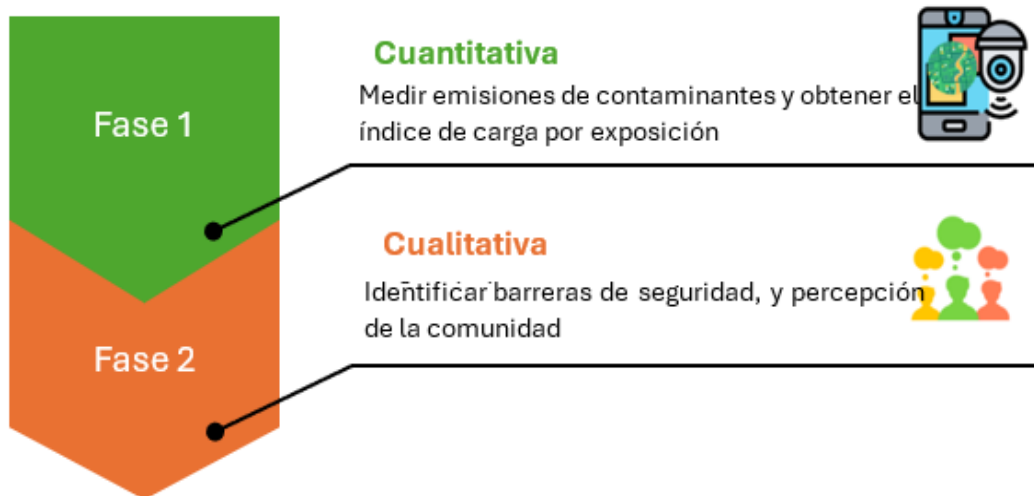 Fase 1
Cuantitativa
Medir emisiones de contaminantes y obtener el
índice de carga por exposición
Fase 2
Cualitativa
Identificar barreras de seguridad, y percepción
de la comunidad